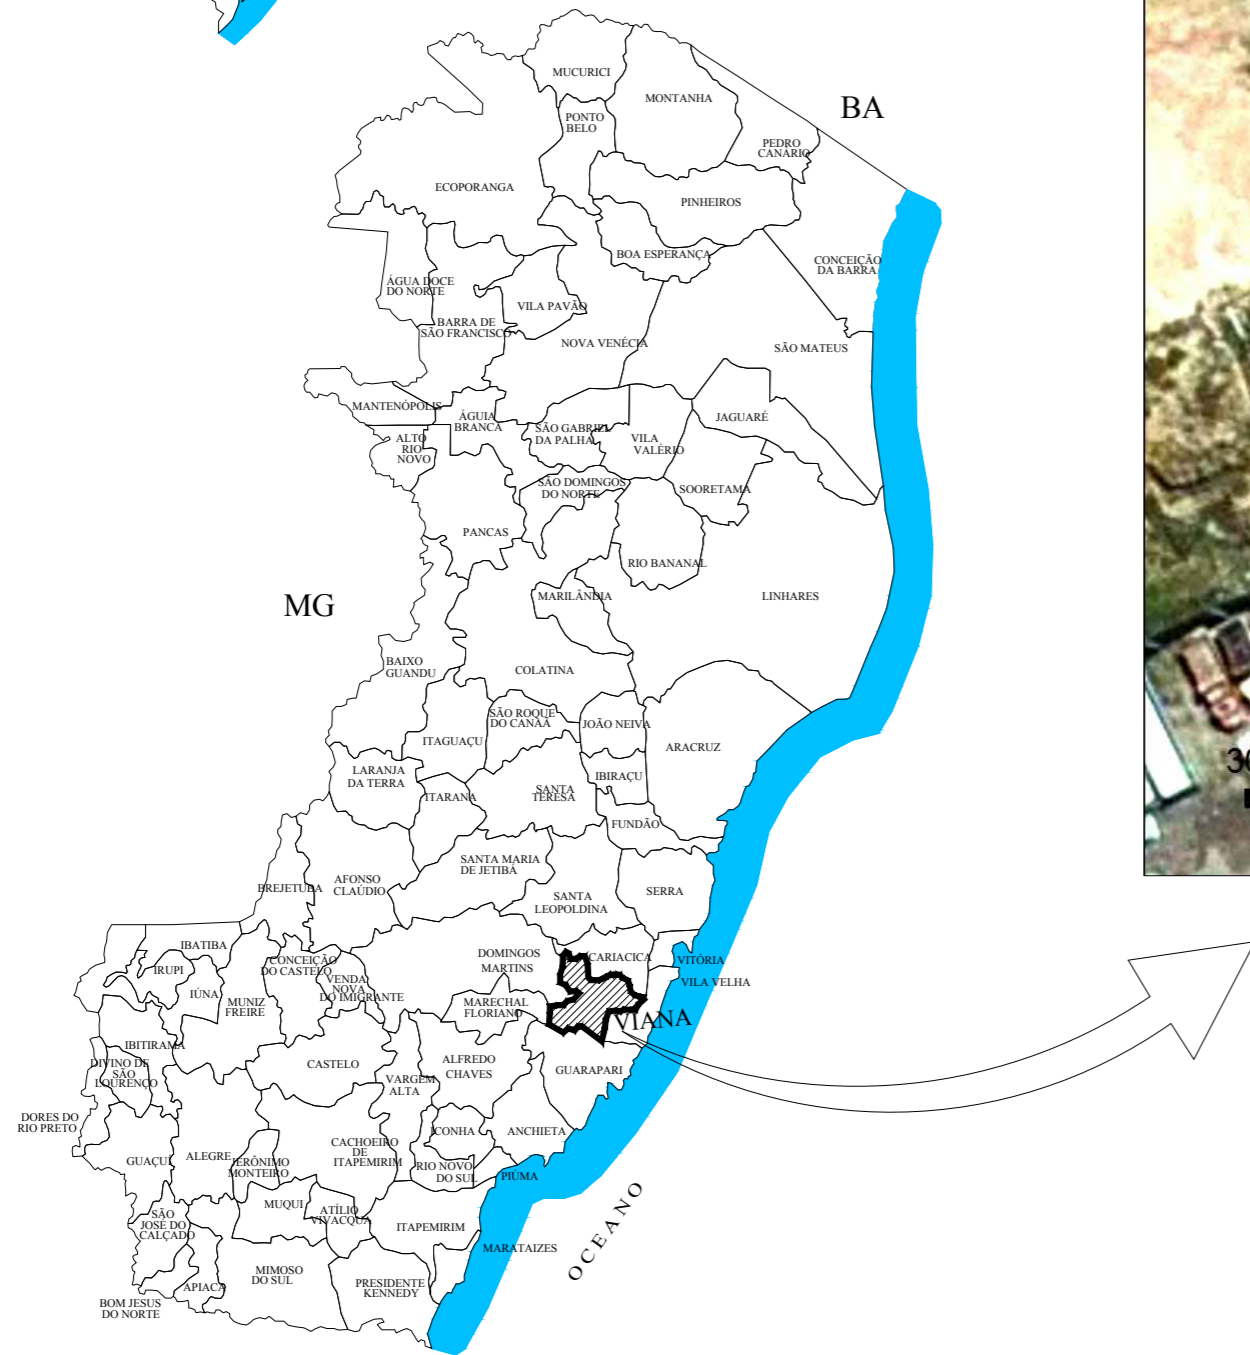 MUCURICI
MONTANHA
BA
PONTO
BELO
PEDRO
CANÁRIO
ECOPORANGA
PINHEIROS
BOA ESPERANÇA
CONCEIÇÃO
DA BARRA
ÁGUA DOCE
DO NORTE
VILA PAVÃO
BARRA DE
SÃO FRANCISCO
NOVA VENÉCIA
SÃO MATEUS
MANTENÓPOLIS
ÁGUIA
BRANCA
JAGUARÉ
ALTO
RIO
NOVO
SÃO GABRIEL
DA PALHA
VILA
VALÉRIO
SÃO DOMINGOS
DO NORTE
SOORETAMA
PANCAS
RIO BANANAL
MG
MARILÂNDIA
LINHARES
BAIXO
GUANDU
COLATINA
SÃO ROQUE
DO CANAÃ
JOÃO NEIVA
ITAGUAÇU
ARACRUZ
LARANJA
DA TERRA
IBIRAÇU
ITARANA
SANTA
TERESA
FUNDÃO
SANTA MARIA
DE JETIBÁ
AFONSO
CLAÚDIO
BREJETUBA
SERRA
SANTA
LEOPOLDINA
IBATIBA
DOMINGOS
MARTINS
CARIACICA
VITÓRIA
IRUPI
CONCEIÇÃO
DO CASTELO
VENDA
NOVA
DO IMIGRANTE
VILA VELHA
IÚNA
MUNIZ
FREIRE
MARECHAL
FLORIANO
VIANA
IBITIRAMA
DIVINO DE
SÃO
LOURENÇO
CASTELO
ALFREDO
CHAVES
GUARAPARI
VARGEM
ALTA
DORES DO
RIO PRETO
ICONHA
ANCHIETA
CACHOEIRO
DE
ITAPEMIRIM
GUAÇUÍ
ALEGRE
JERÔNIMO
MONTEIRO
RIO NOVO
DO SUL
PIÚMA
MUQUI
ATÍLIO
VIVACQUA
SÃO
JOSÉ DO
CALÇADO
ITAPEMIRIM
OCEANO
MARATAIZES
MIMOSO
DO SUL
APIACÁ
PRESIDENTE
KENNEDY
BOM JESUS
DO NORTE